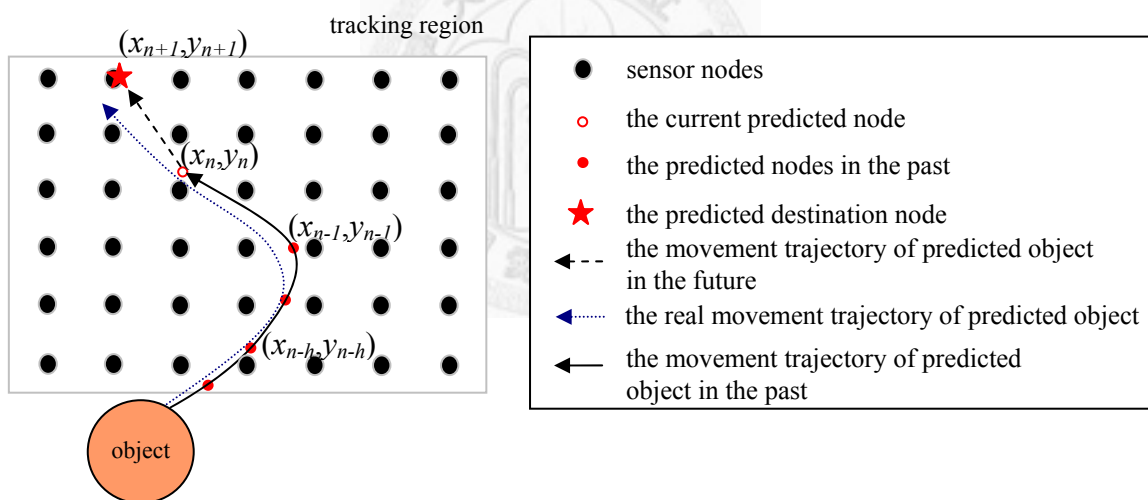 tracking region
(xn+1,yn+1)
(xn,yn)
(xn-1,yn-1)
(xn-h,yn-h)
object
sensor nodes
the current predicted node
the predicted nodes in the past
the predicted destination node
the movement trajectory of predicted object
in the future
the real movement trajectory of predicted object
the movement trajectory of predicted
object in the past